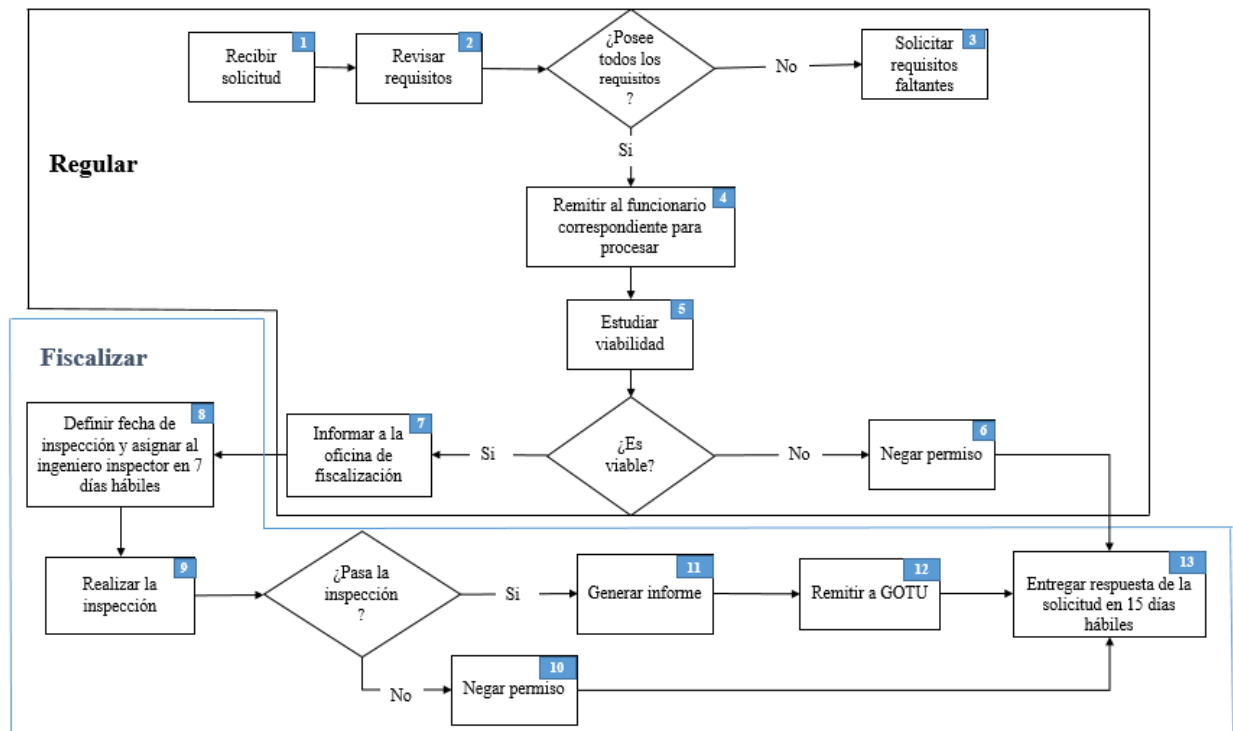 Regular
1
Recibir
solicitud
2
Revisar
requisitos
¿Posee
todos los
requisitos
?
No
3
Solicitar
requisitos
faltantes
Si
4
Remitir al funcionario
correspondiente para
procesar
5
Estudiar
viabilidad
¿Es
viable?
No
6
Negar permiso
Si
7
Informar a la
oficina de
fiscalización
Fiscalizar
8
Definir fecha de
inspección y asignar al
ingeniero inspector en 7
días hábiles
9
Realizar la
inspección
¿Pasa la
inspección
?
Si
11
Generar informe
12
Remitir a GOTU
13
Entregar respuesta de la
solicitud en 15 días
hábiles
No
10
Negar permiso